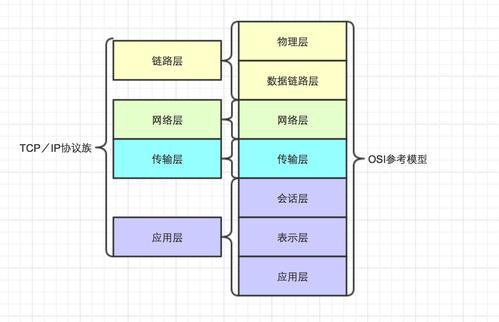 TCP／IP协议族
链路层
网络层
传输层
应用层
物理层
数据链路层
网络层
传输层
会话层
表示层
应用层
OSI参考模型